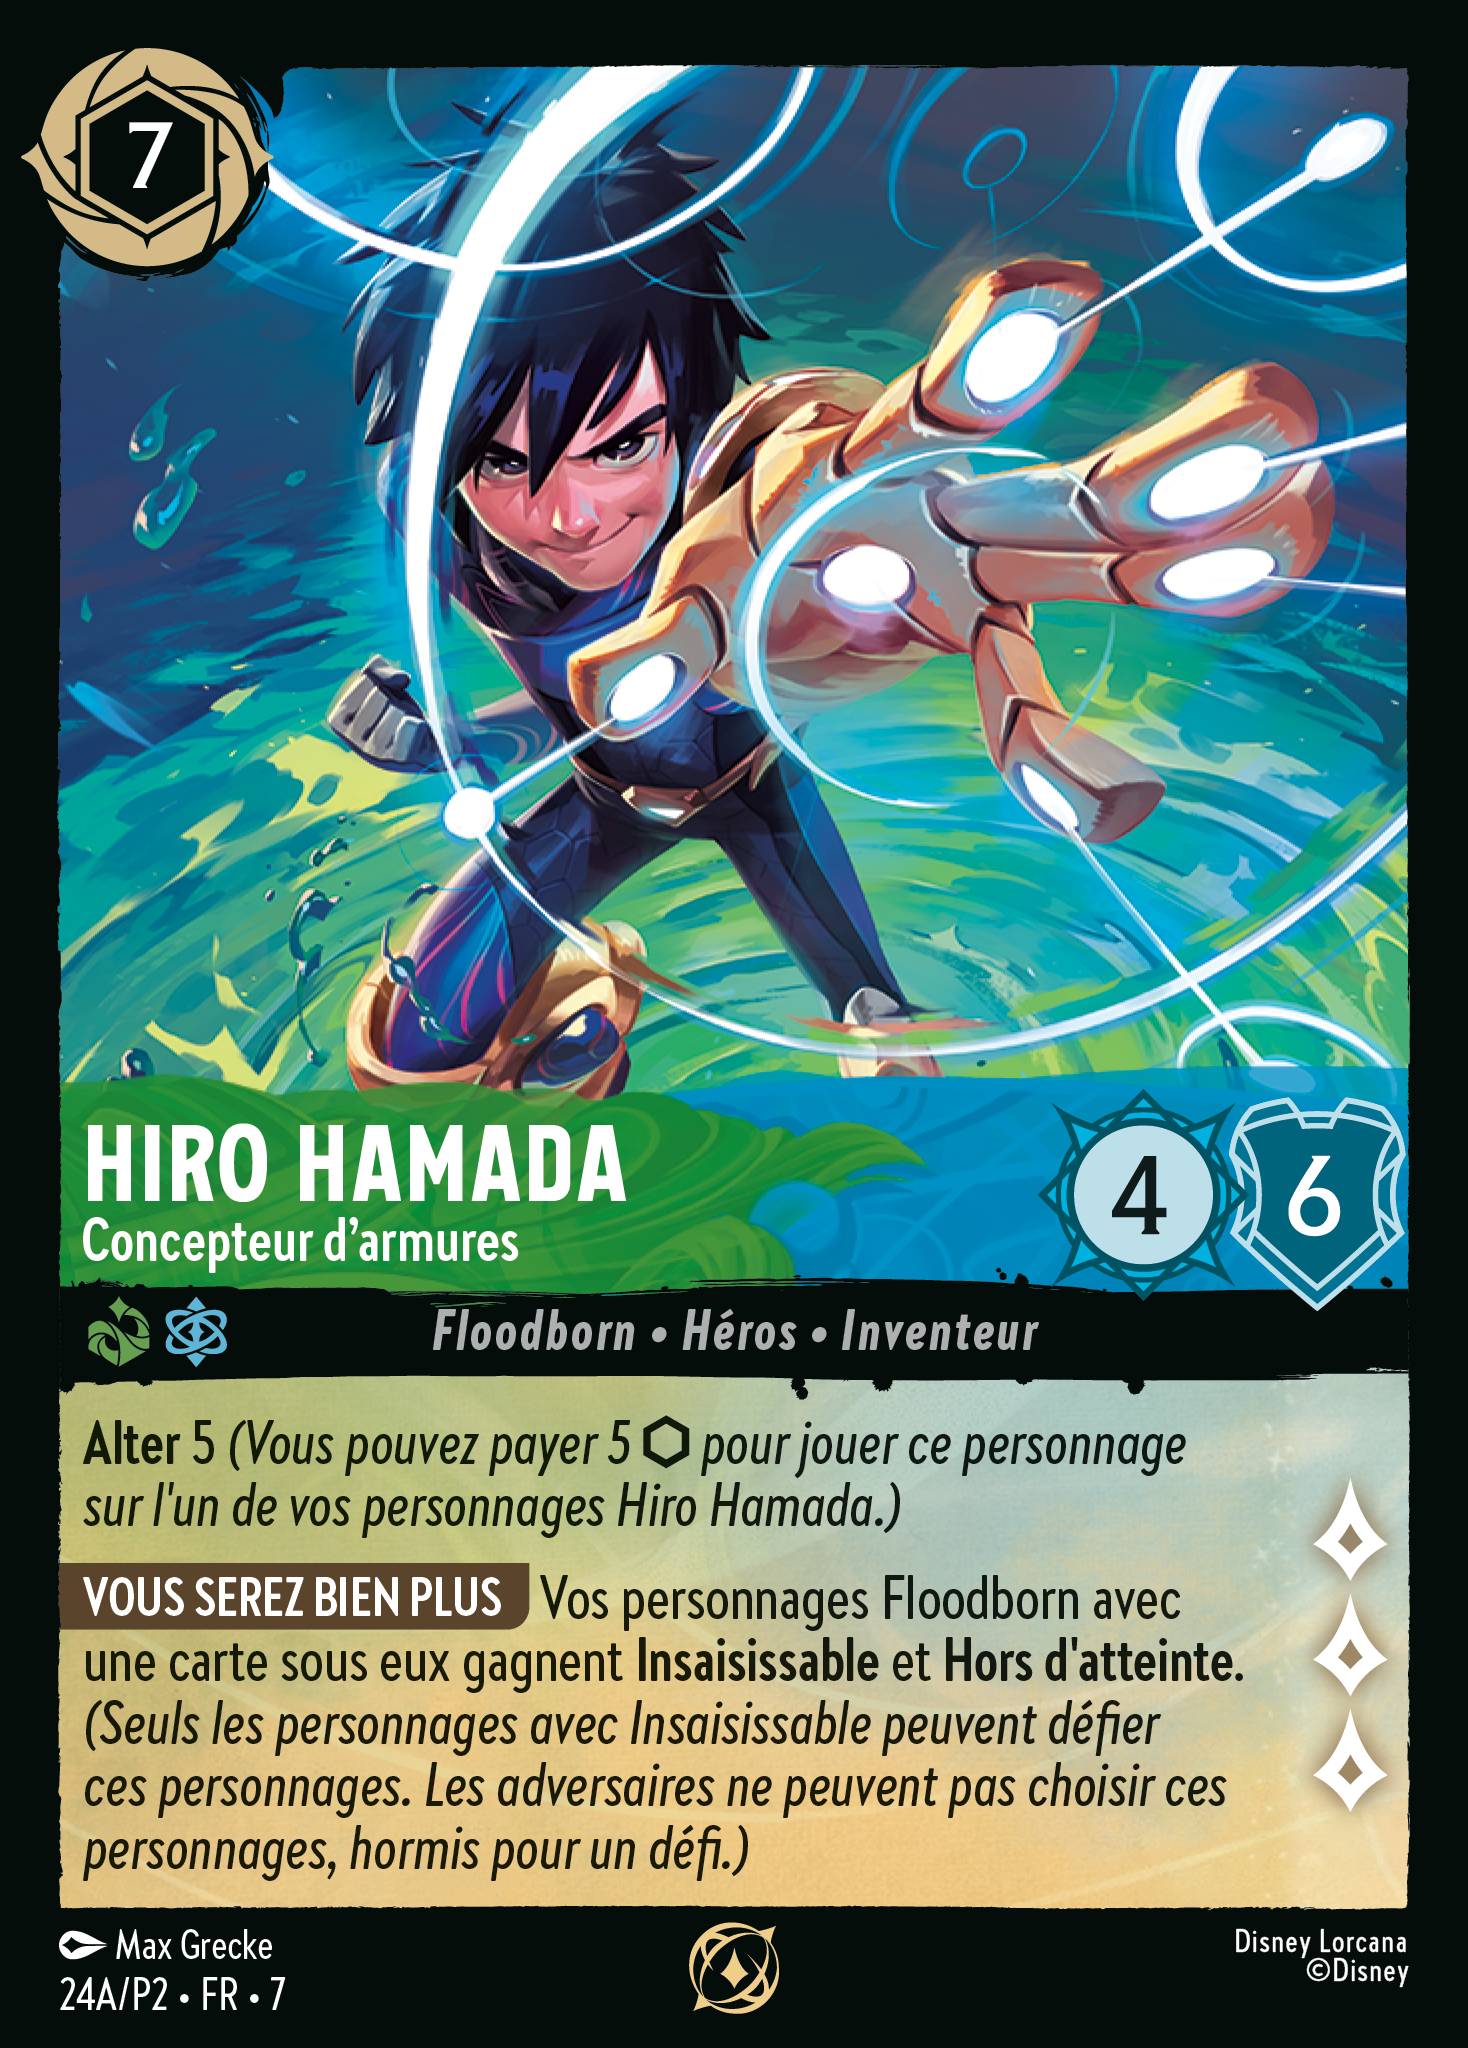 7
HIRO HAMADA
Concepteur d’armures
4
6
Floodborn • Héros • Inventeur
Alter 5 (Vous pouvez payer 5 ⬡ pour jouer ce personnage
sur l'un de vos personnages Hiro Hamada.)
VOUS SEREZ BIEN PLUS Vos personnages Floodborn avec
une carte sous eux gagnent Insaisissable et Hors d'atteinte.
(Seuls les personnages avec Insaisissable peuvent défier
ces personnages. Les adversaires ne peuvent pas choisir ces
personnages, hormis pour un défi.)
Max Grecke
24A/P2 • FR • 7
Disney Lorcana
©Disney